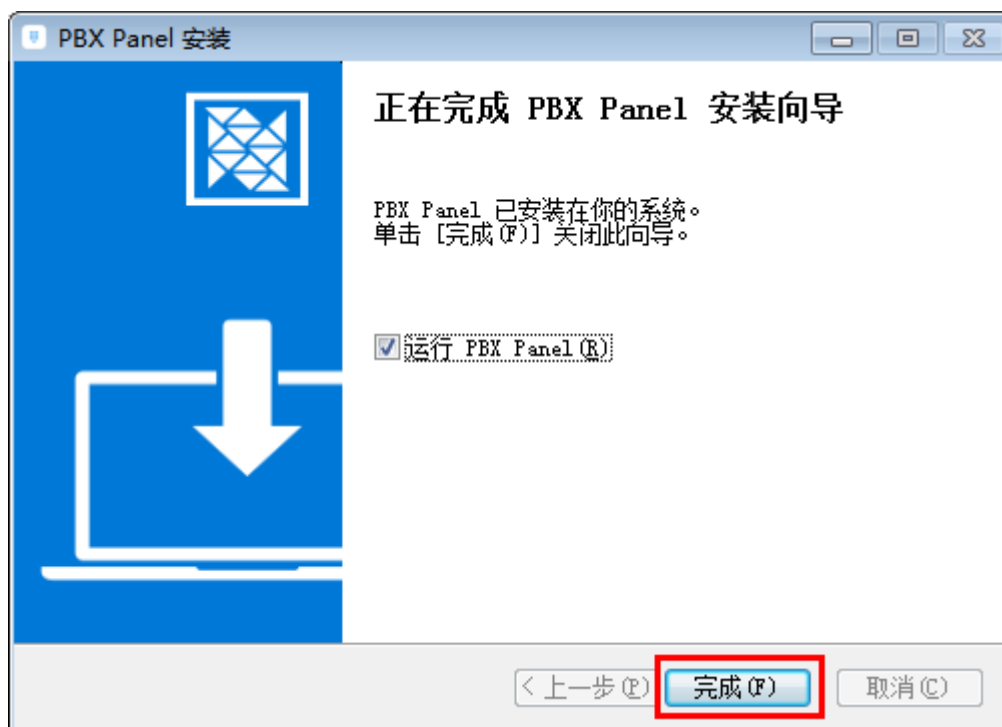 PBX Panel 安装
正在完成 PBX Panel 安装向导
PBX Panel 已安装在你的系统。
单击 [完成(F)] 关闭此向导。
运行 PBX Panel(R)
< 上一步(P) 完成(F) 取消(C)